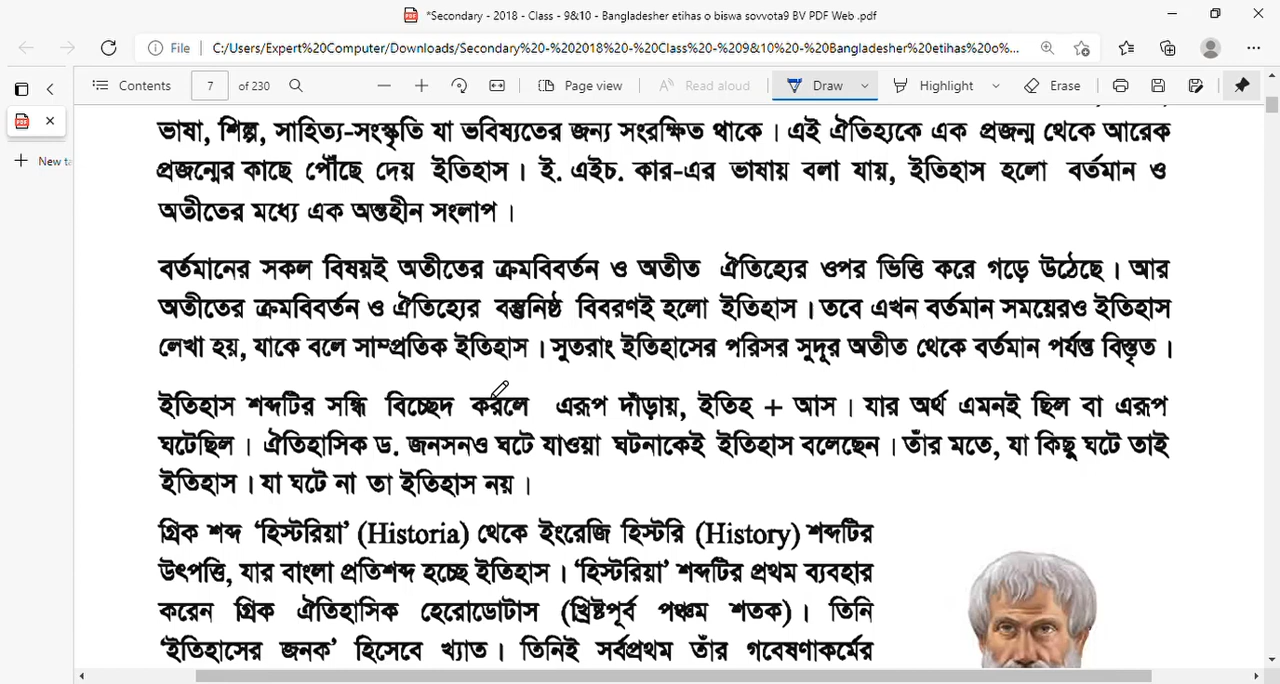 *Secondary - 2018 - Class - 9&10 - Bangladesher etihas o biswa sovvota9 BV PDF Web .pdf
File C:/Users/Expert%20Computer/Downloads/Secondary%20-%202018%20-%20Class%20-%209&10%20-%20Bangladesher%20etihas%20o%...
Contents 7 of 230 Page view Read aloud Draw Highlight Erase
New ta
ভাষা, শিল্প, সাহিত্য-সংস্কৃতি যা ভবিষ্যতের জন্য সংরক্ষিত থাকে। এই ঐতিহ্যকে এক প্রজন্ম থেকে আরেক
প্রজন্মের কাছে পৌঁছে দেয় ইতিহাস। ই. এইচ. কার-এর ভাষায় বলা যায়, ইতিহাস হলো বর্তমান ও
অতীতের মধ্যে এক অন্তহীন সংলাপ।
বর্তমানের সকল বিষয়ই অতীতের ক্রমবিবর্তন ও অতীত ঐতিহ্যের ওপর ভিত্তি করে গড়ে উঠেছে। আর
অতীতের ক্রমবিবর্তন ও ঐতিহ্যের বস্তুনিষ্ঠ বিবরণই হলো ইতিহাস। তবে এখন বর্তমান সময়েরও ইতিহাস
লেখা হয়, যাকে বলে সাম্প্রতিক ইতিহাস। সুতরাং ইতিহাসের পরিসর সুদূর অতীত থেকে বর্তমান পর্যন্ত বিস্তৃত।
ইতিহাস শব্দটির সন্ধি বিচ্ছেদ করলে এরূপ দাঁড়ায়, ইতিহ + আস। যার অর্থ এমনই ছিল বা এরূপ
ঘটেছিল। ঐতিহাসিক ড. জনসনও ঘটে যাওয়া ঘটনাকেই ইতিহাস বলেছেন। তাঁর মতে, যা কিছু ঘটে তাই
ইতিহাস। যা ঘটে না তা ইতিহাস নয়।
গ্রিক শব্দ ‘হিস্টরিয়া’ (Historia) থেকে ইংরেজি হিস্টরি (History) শব্দটির
উৎপত্তি, যার বাংলা প্রতিশব্দ হচ্ছে ইতিহাস। ‘হিস্টরিয়া’ শব্দটির প্রথম ব্যবহার
করেন গ্রিক ঐতিহাসিক হেরোডোটাস (খ্রিষ্টপূর্ব পঞ্চম শতক)। তিনি
‘ইতিহাসের জনক’ হিসেবে খ্যাত। তিনিই সর্বপ্রথম তাঁর গবেষণাকর্মের